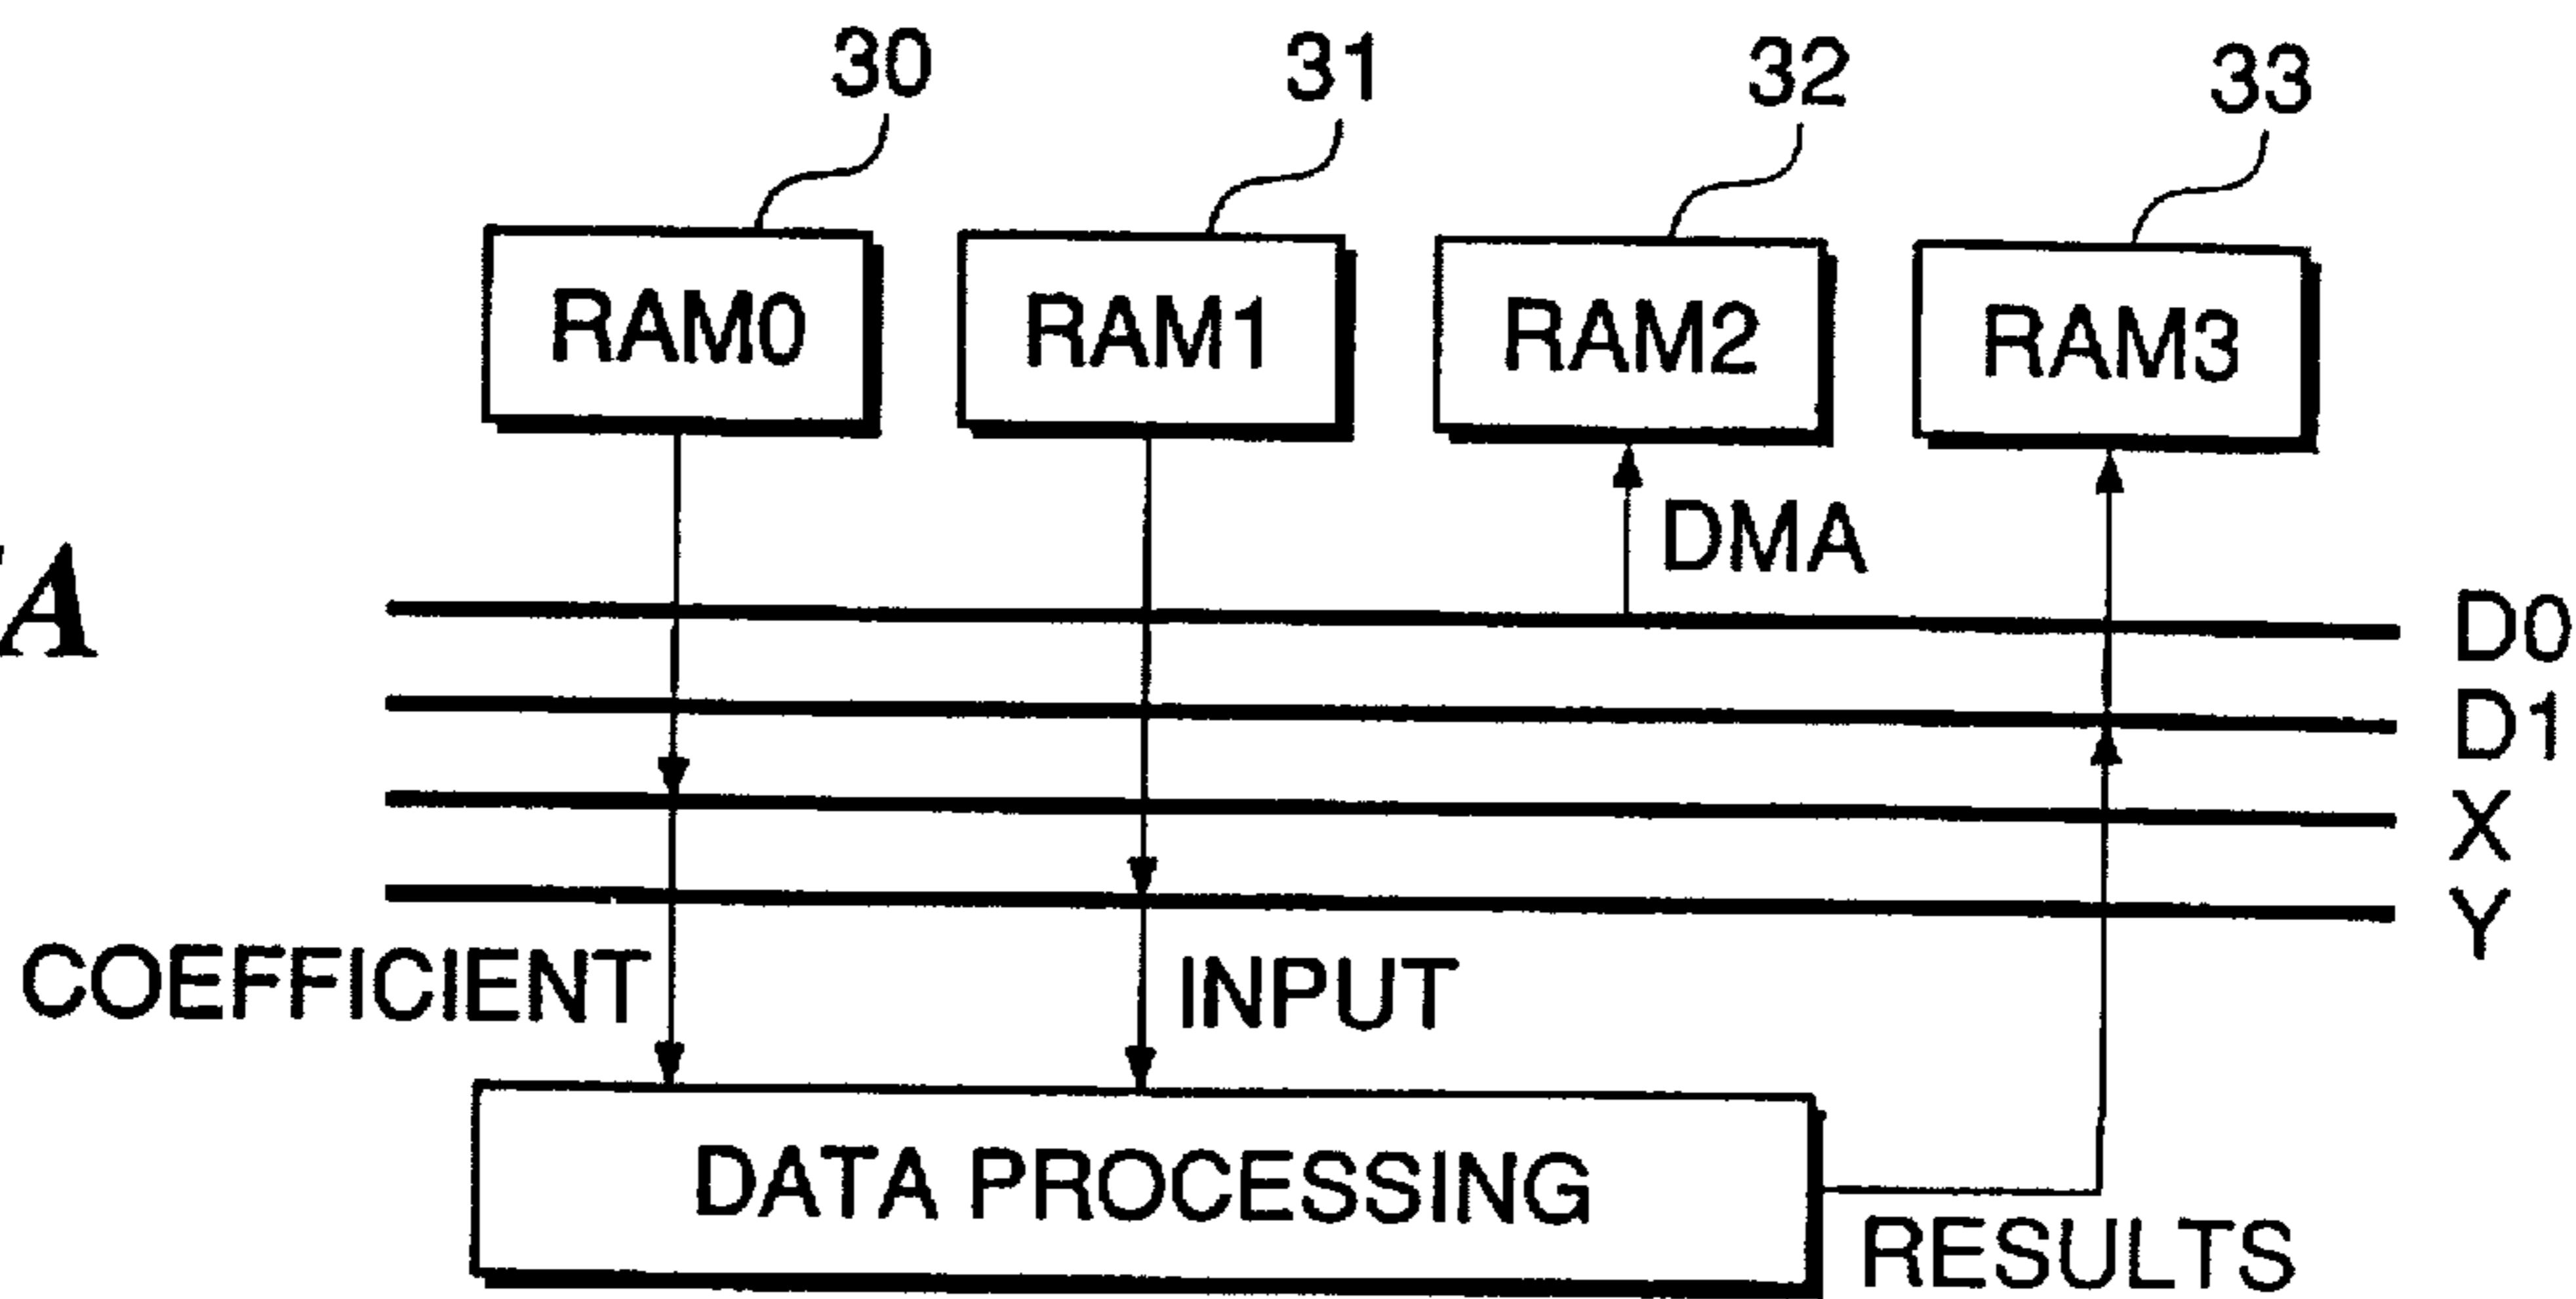 30 31 32 33
RAM0 RAM1 RAM2 RAM3
DMA
A
D0
D1
X
Y
COEFFICIENT INPUT
DATA PROCESSING
RESULTS